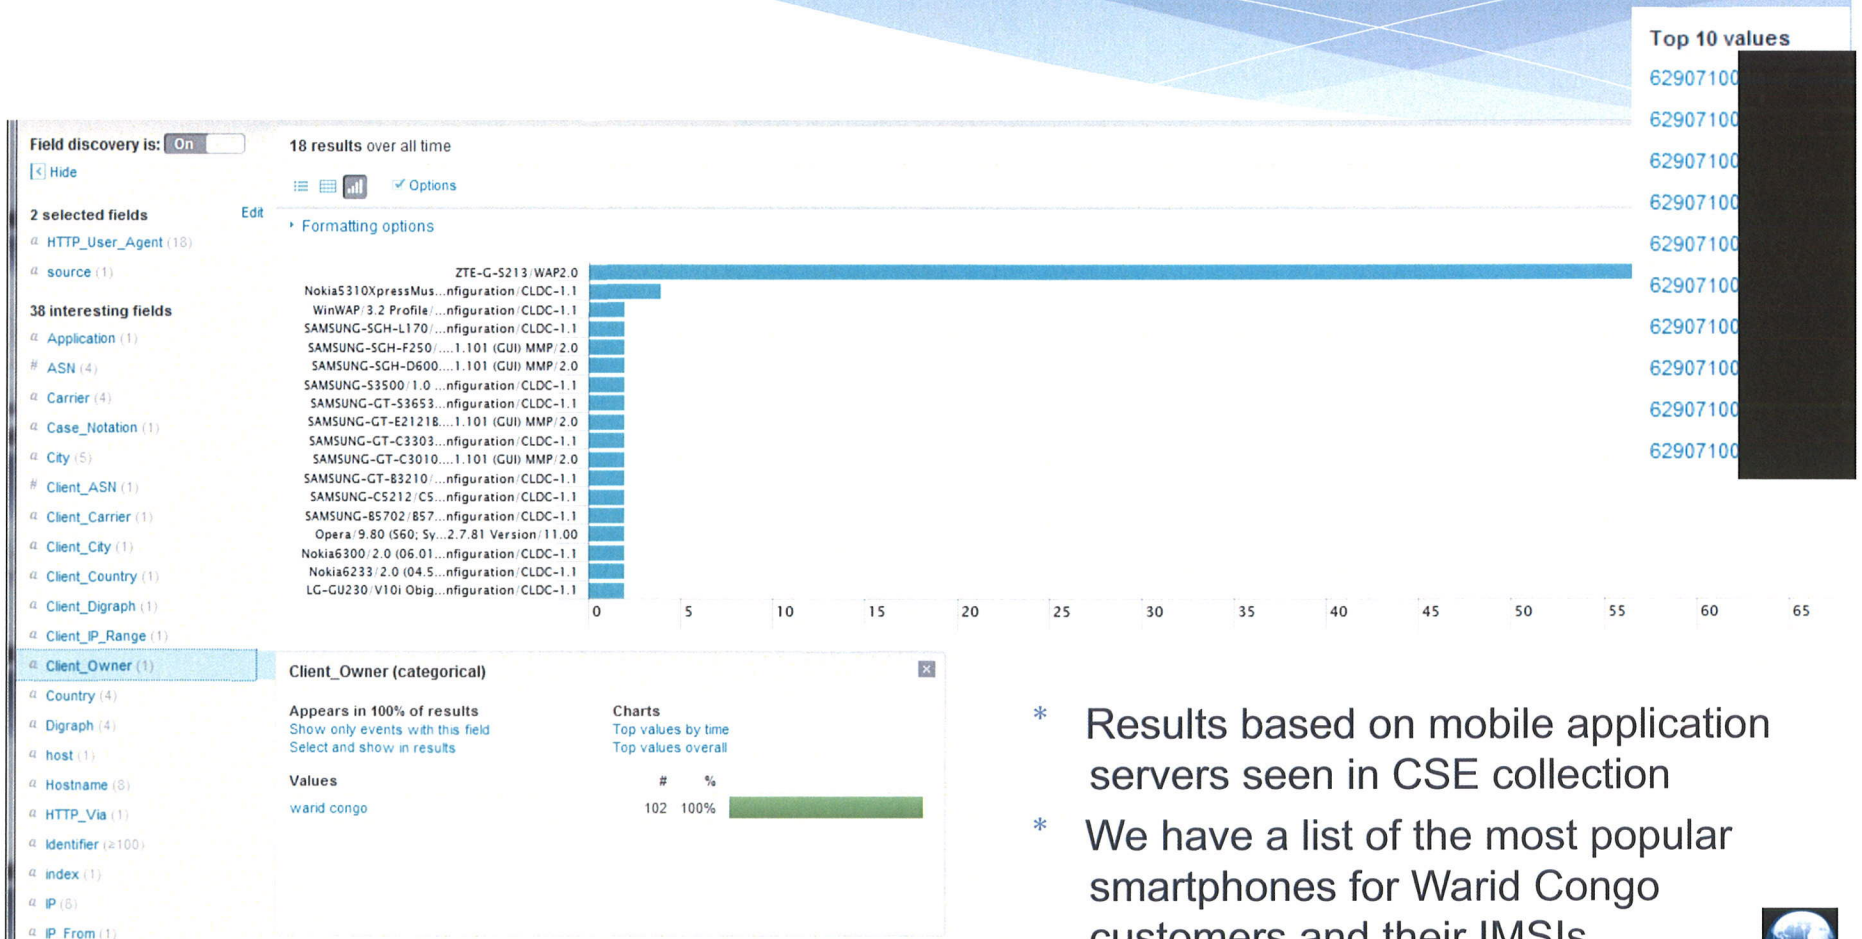 Top 10 values
62907100
62907100
62907100
62907100
62907100
62907100
62907100
62907100
62907100
62907100
Field discovery is: On
Hide
2 selected fields Edit
a HTTP_User_Agent (18)
a source (1)
38 interesting fields
a Application (1)
# ASN (4)
a Carrier (4)
a Case_Notation (1)
a City (5)
# Client_ASN (1)
a Client_Carrier (1)
a Client_City (1)
a Client_Country (1)
a Client_Digraph (1)
a Client_IP_Range (1)
a Client_Owner (1)
a Country (4)
a Digraph (4)
a host (1)
a Hostname (8)
a HTTP_Via (1)
a Identifier (≥100)
a index (1)
a IP (8)
a IP_From (1)
18 results over all time
Options
Formatting options
ZTE-G-S213/WAP2.0
Nokia5310XpressMus...nfiguration/CLDC-1.1
WinWAP/3.2 Profile/...nfiguration/CLDC-1.1
SAMSUNG-SGH-L170/...nfiguration/CLDC-1.1
SAMSUNG-SGH-F250/....1.101 (GUI) MMP/2.0
SAMSUNG-SGH-D600....1.101 (GUI) MMP/2.0
SAMSUNG-S3500/1.0 ...nfiguration/CLDC-1.1
SAMSUNG-GT-S3653...nfiguration/CLDC-1.1
SAMSUNG-GT-E2121B....1.101 (GUI) MMP/2.0
SAMSUNG-GT-C3303...nfiguration/CLDC-1.1
SAMSUNG-GT-C3010....1.101 (GUI) MMP/2.0
SAMSUNG-GT-B3210/...nfiguration/CLDC-1.1
SAMSUNG-C5212/C5...nfiguration/CLDC-1.1
SAMSUNG-B5702/B57...nfiguration/CLDC-1.1
Opera/9.80 (S60; Sy...2.7.81 Version/11.00
Nokia6300/2.0 (06.01...nfiguration/CLDC-1.1
Nokia6233/2.0 (04.5...nfiguration/CLDC-1.1
LG-GU230/V10i Obig...nfiguration/CLDC-1.1
0 5 10 15 20 25 30 35 40 45 50 55 60 65
Client_Owner (categorical)
Appears in 100% of results
Show only events with this field
Select and show in results
Charts
Top values by time
Top values overall
Values # %
warid congo 102 100%
* Results based on mobile application
servers seen in CSE collection
* We have a list of the most popular
smartphones for Warid Congo
customers and their IMSIs